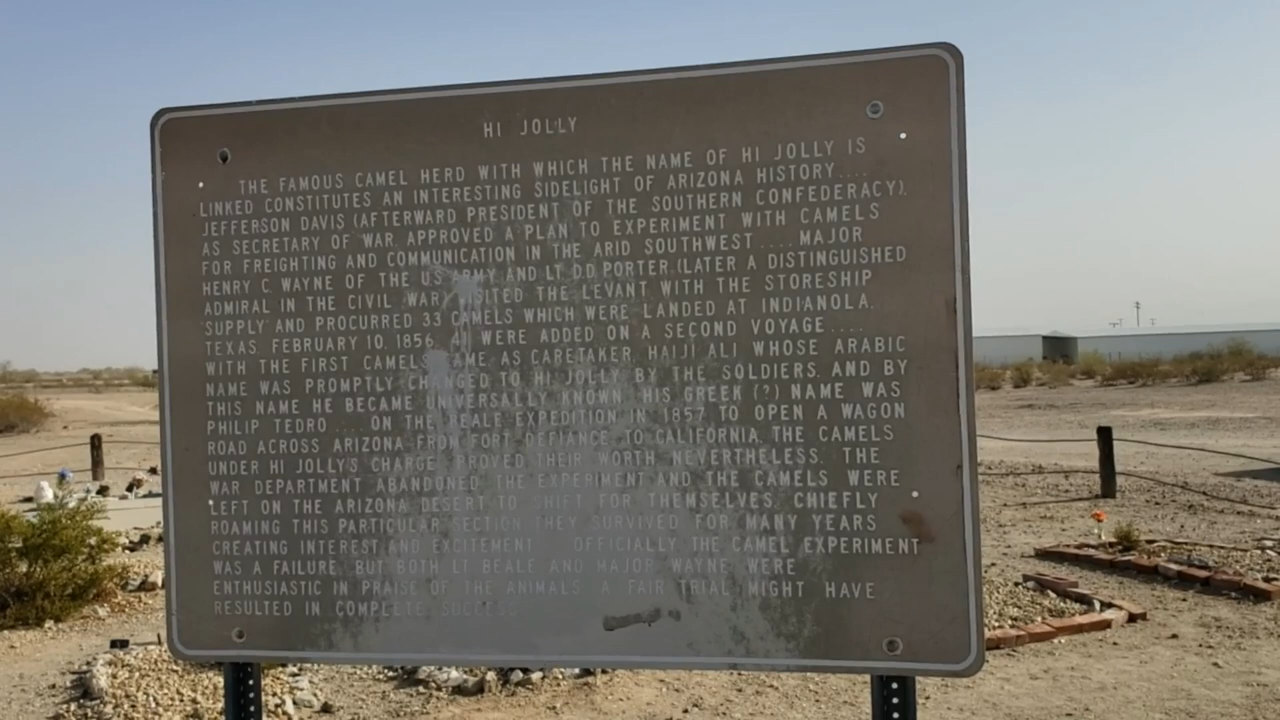 HI JOLLY
THE FAMOUS CAMEL HERD WITH WHICH THE NAME OF HI JOLLY IS
LINKED CONSTITUTES AN INTERESTING SIDELIGHT OF ARIZONA HISTORY....
JEFFERSON DAVIS (AFTERWARD PRESIDENT OF THE SOUTHERN CONFEDERACY),
AS SECRETARY OF WAR, APPROVED A PLAN TO EXPERIMENT WITH CAMELS
FOR FREIGHTING AND COMMUNICATION IN THE ARID SOUTHWEST .... MAJOR
HENRY C. WAYNE OF THE US ARMY AND LT. D.D. PORTER (LATER A DISTINGUISHED
ADMIRAL IN THE CIVIL WAR) VISITED THE LEVANT WITH THE STORESHIP
"SUPPLY" AND PROCURRED 33 CAMELS WHICH WERE LANDED AT INDIANOLA,
TEXAS. FEBRUARY 10, 1856. 41 WERE ADDED ON A SECOND VOYAGE ....
WITH THE FIRST CAMELS CAME, AS CARETAKER, HAIJI ALI WHOSE ARABIC
NAME WAS PROMPTLY CHANGED TO HI JOLLY BY THE SOLDIERS, AND BY
THIS NAME HE BECAME UNIVERSALLY KNOWN. HIS GREEK (?) NAME WAS
PHILIP TEDRO .... ON THE BEALE EXPEDITION IN 1857 TO OPEN A WAGON
ROAD ACROSS ARIZONA FROM FORT DEFIANCE TO CALIFORNIA, THE CAMELS
UNDER HI JOLLY'S CHARGE, PROVED THEIR WORTH. NEVERTHELESS, THE
WAR DEPARTMENT ABANDONED THE EXPERIMENT AND THE CAMELS WERE
LEFT ON THE ARIZONA DESERT TO SHIFT FOR THEMSELVES. CHIEFLY
ROAMING THIS PARTICULAR SECTION THEY SURVIVED FOR MANY YEARS
CREATING INTEREST AND EXCITEMENT OFFICIALLY THE CAMEL EXPERIMENT
WAS A FAILURE, BUT BOTH LT. BEALE AND MAJOR WAYNE WERE
ENTHUSIASTIC IN PRAISE OF THE ANIMALS. A FAIR TRIAL MIGHT HAVE
RESULTED IN COMPLETE SUCCESS